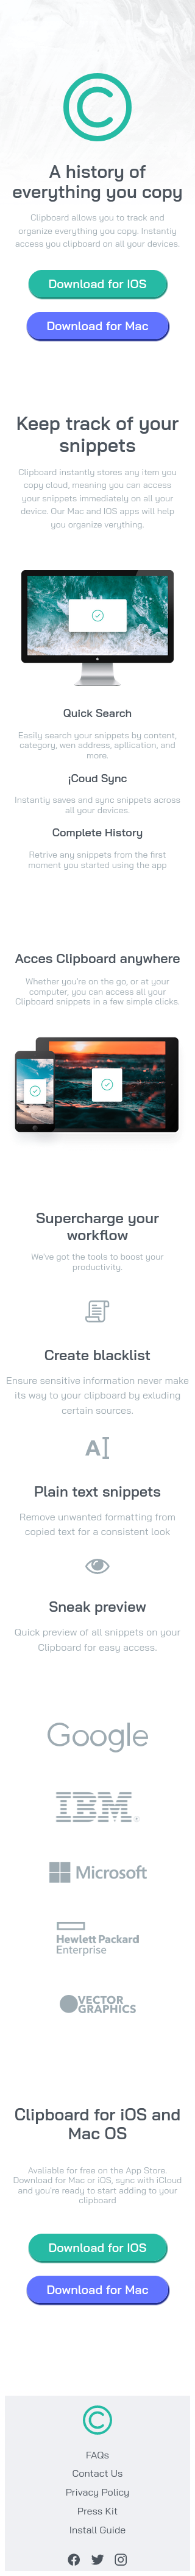 A history of
everything you copy
Clipboard allows you to track and
organize everything you copy. Instantiy
access you clipboard on all your devices.
Download for IOS
Download for Mac
Keep track of your
snippets
Clipboard instantly stores any item you
copy cloud, meaning you can access
your snippets immediately on all your
device. Our Mac and IOS apps will help
you organize yerything.
Quick Search
Easily search your snippets by content,
category, wen address, apllication, and
more.
¡Coud Sync
Instantiy saves and sync snippets across
all your devices.
Complete History
Retrive any snippets from the first
moment you started using the app
Acces Clipboard anywhere
Whether you're on the go, or at your
computer, you can access all your
Clipboard snippets in a few simple clicks.
Supercharge your
workflow
We've got the tools to boost your
productivity.
Create blacklist
Ensure sensitive information never make
its way to your clipboard by exluding
certain sources.
A
Plain text snippets
Remove unwanted formatting from
copied text for a consistent look
Sneak preview
Quick preview of all snippets on your
Clipboard for easy access.
Google
IBM
Microsoft
Hewlett Packard
Enterprise
VECTOR
GRAPHICS
Clipboard for iOS and
Mac OS
Avaliable for free on the App Store.
Download for Mac or iOS, sync with iCloud
and you're ready to start adding to your
clipboard
Download for IOS
Download for Mac
FAQs
Contact Us
Privacy Policy
Press Kit
Install Guide